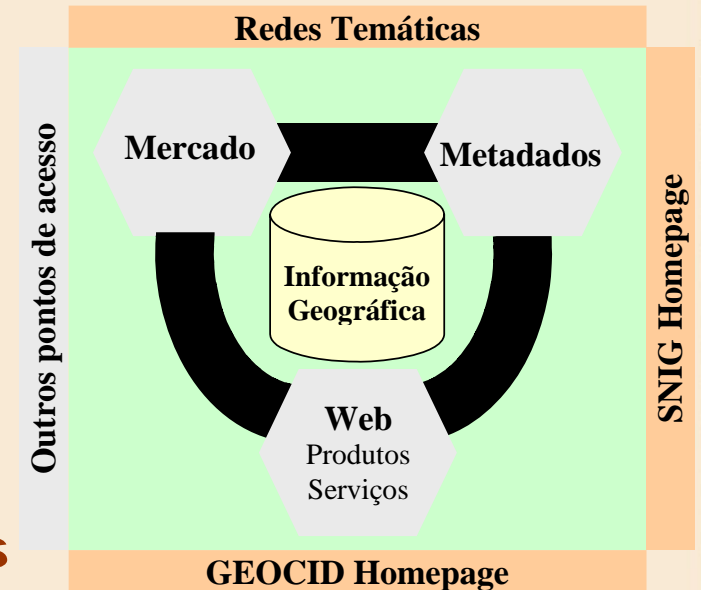 Redes Temáticas
Outros pontos de acesso
Mercado
Metadados
SNIG Homepage
Informação
Geográfica
Web
Produtos
Serviços
s
GEOCID Homepage